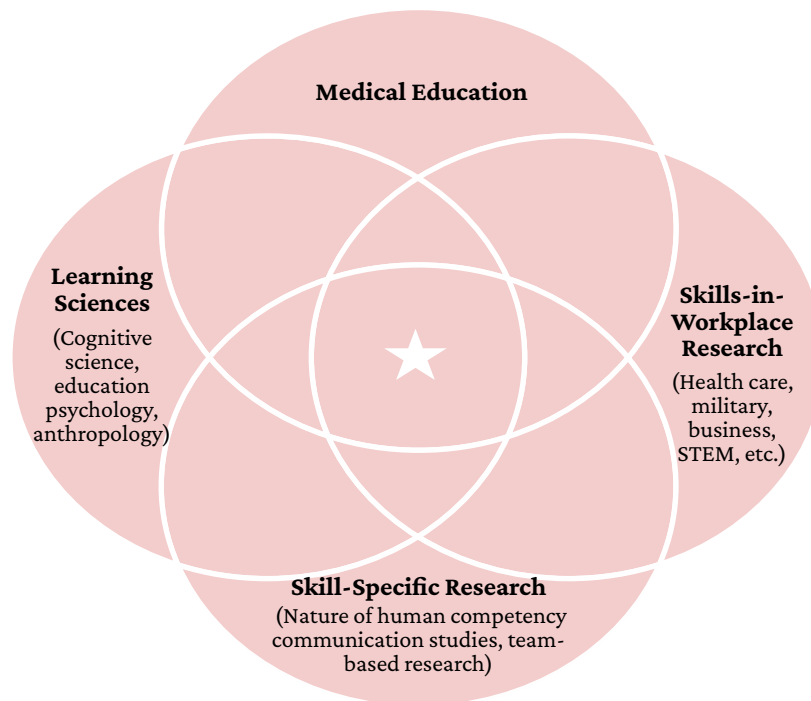 Medical Education
Learning
Sciences
(Cognitive
science,
education
psychology,
anthropology)
Skills-in-
Workplace
Research
(Health care,
military,
business,
STEM, etc.)
Skill-Specific Research
(Nature of human competency
communication studies, team-
based research)